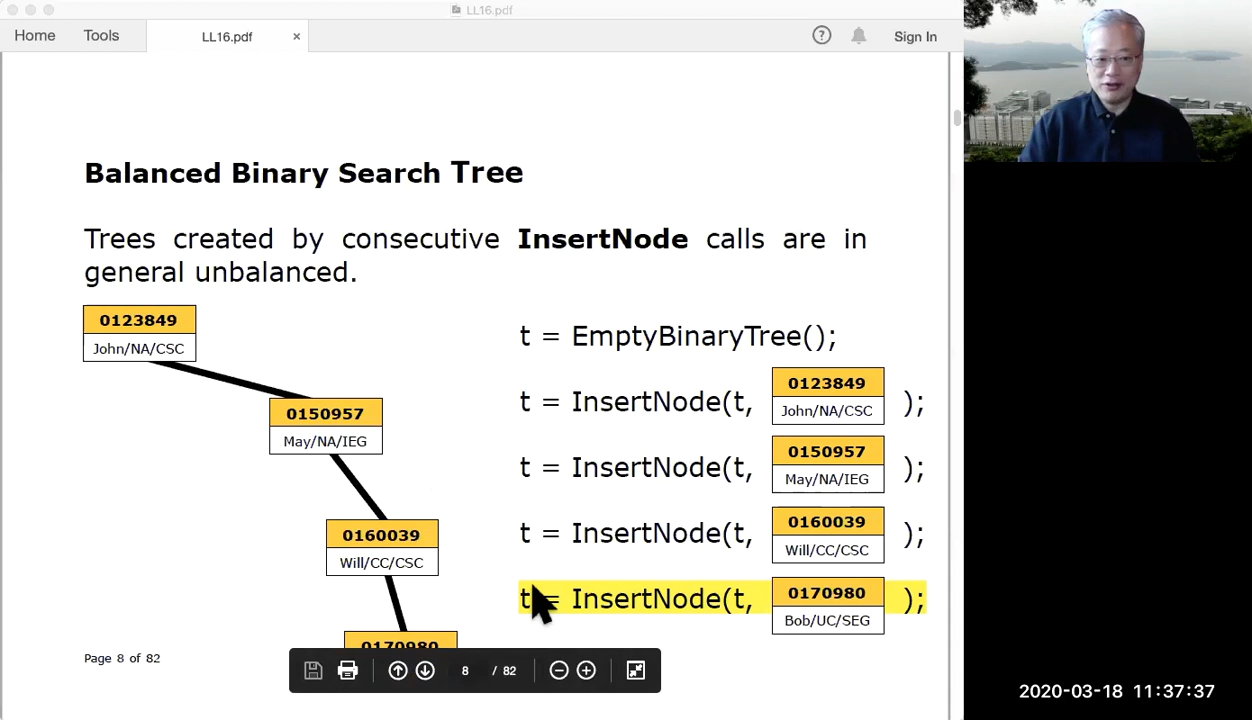 LL16.pdf
Home Tools LL16.pdf × ? Sign In
Balanced Binary Search Tree
Trees created by consecutive InsertNode calls are in
general unbalanced.
0123849
John/NA/CSC
0150957
May/NA/IEG
0160039
Will/CC/CSC
0170980
t = EmptyBinaryTree();
t = InsertNode(t, 0123849 );
John/NA/CSC
t = InsertNode(t, 0150957 );
May/NA/IEG
t = InsertNode(t, 0160039 );
Will/CC/CSC
t = InsertNode(t, 0170980 );
Bob/UC/SEG
Page 8 of 82
8 / 82
2020-03-18 11:37:37